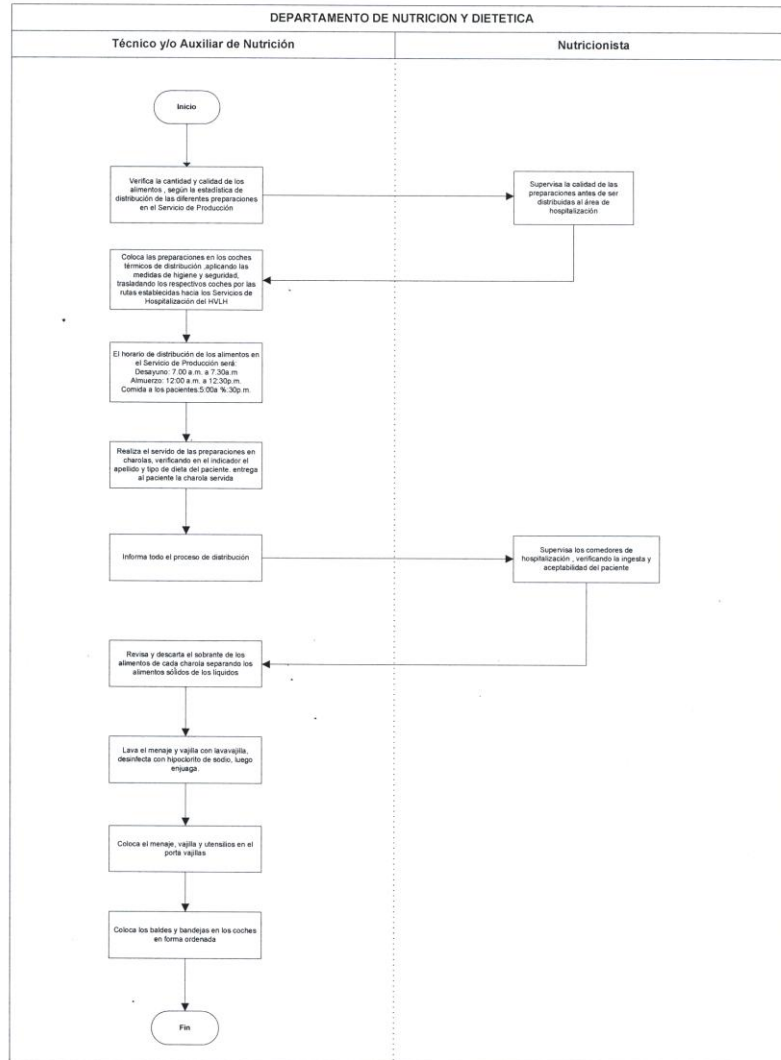 DEPARTAMENTO DE NUTRICION Y DIETETICA
Técnico y/o Auxiliar de Nutrición
Nutricionista
Inicio
Verifica la cantidad y calidad de los
alimentos , según la estadística de
distribución de las diferentes preparaciones
en el Servicio de Producción
Supervisa la calidad de las
preparaciones antes de ser
distribuidas al área de
hospitalización
Coloca las preparaciones en los coches
térmicos de distribución ,aplicando las
medidas de higiene y seguridad,
trasladando los respectivos coches por las
rutas establecidas hacia los Servicios de
Hospitalización del HVLH
El horario de distribución de los alimentos en
el Servicio de Producción será:
Desayuno: 7.00 a.m. a 7.30a.m
Almuerzo: 12:00 a.m. a 12:30p.m.
Comida a los pacientes:5:00a %:30p.m.
Realiza el servido de las preparaciones en
charolas, verificando en el indicador el
apellido y tipo de dieta del paciente. entrega
al paciente la charola servida
Informa todo el proceso de distribución
Supervisa los comedores de
hospitalización , verificando la ingesta y
aceptabilidad del paciente
Revisa y descarta el sobrante de los
alimentos de cada charola separando los
alimentos sólidos de los líquidos
Lava el menaje y vajilla con lavavajilla,
desinfecta con hipoclorito de sodio, luego
enjuaga.
Coloca el menaje, vajilla y utensilios en el
porta vajillas
Coloca los baldes y bandejas en los coches
en forma ordenada
Fin